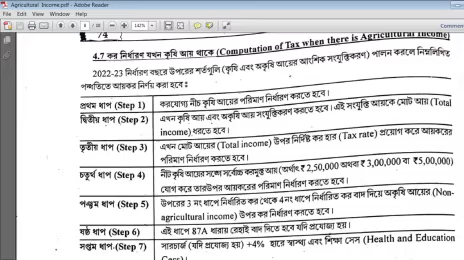 Agricultural Income.pdf - Adobe Reader
File Edit View Window Help
8 / 18 142%
Comment
74
4.7 কর নির্ধারণ যখন কৃষি আয় থাকে (Computation of Tax when there is Agricultural Income)
2022-23 নির্ধারণ বছরে উপরের শর্তগুলি (কৃষি এবং অকৃষি আয়ের আংশিক সংযুক্তিকরণ) পালন করলে নিম্নলিখিত
পদ্ধতিতে আয়কর নির্ণয় করা হবে :
প্রথম ধাপ (Step 1) করযোগ্য নীট কৃষি আয়ের পরিমাণ নির্ধারণ করতে হবে।
দ্বিতীয় ধাপ (Step 2) এখন কৃষি আয় এবং অকৃষি আয় সংযুক্তিকরণ করতে হবে। এই সংযুক্ত আয়কে মোট আয় (Total
income) ধরতে হবে।
তৃতীয় ধাপ (Step 3) এখন মোট আয়ের (Total income) উপর নির্দিষ্ট কর হার (Tax rate) প্রয়োগ করে আয়করের
পরিমাণ নির্ধারণ করতে হবে।
চতুর্থ ধাপ (Step 4) নীট কৃষি আয়ের সঙ্গে সর্বোচ্চ করমুক্ত আয় (অর্থাৎ ₹ 2,50,000 অথবা ₹ 3,00,000 বা ₹ 5,00,000)
যোগ করে তার উপর আয়করের পরিমাণ নির্ধারণ করতে হবে।
পঞ্চম ধাপ (Step 5) উপরের 3 নং ধাপে নির্ধারিত কর থেকে 4 নং ধাপে নির্ধারিত কর বাদ দিয়ে অকৃষি আয়ের (Non-
agricultural income) উপর কর নির্ধারণ করতে হবে।
ষষ্ঠ ধাপ (Step 6) এই ধাপে 87A ধারায় রেহাই বাদ দিতে হবে যদি প্রযোজ্য হয়।
সপ্তম ধাপ (Step 7) সারচার্জ (যদি প্রযোজ্য হয়) +4% হারে স্বাস্থ্য এবং শিক্ষা সেস (Health and Education
Cess)